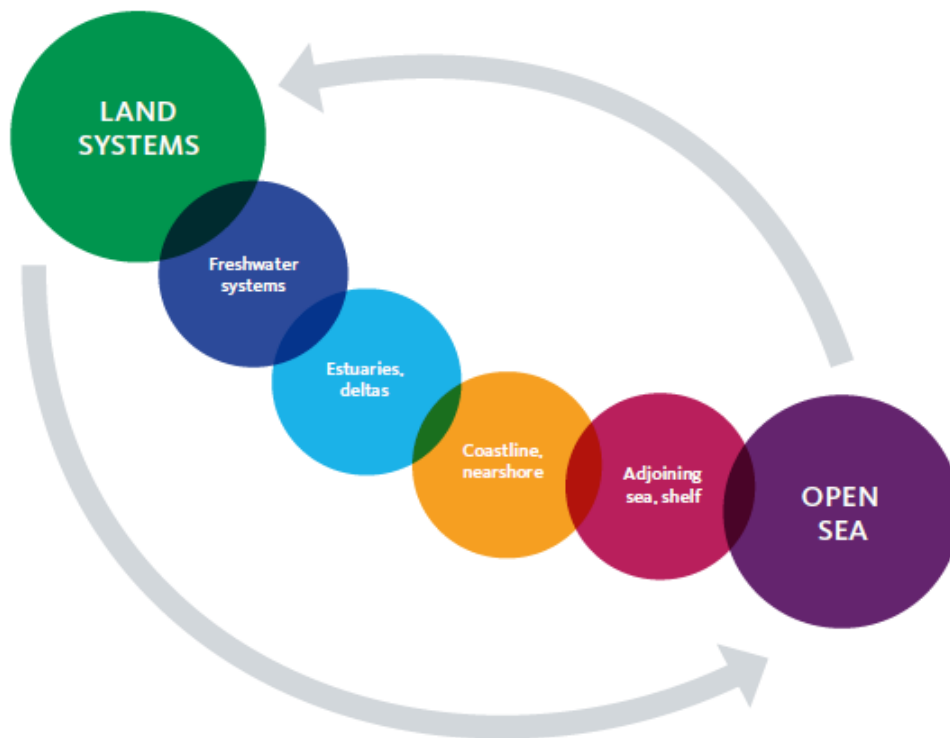 LAND
SYSTEMS
Freshwater
systems
Estuaries,
deltas
Coastline,
nearshore
Adjoining
sea, shelf
OPEN
SEA